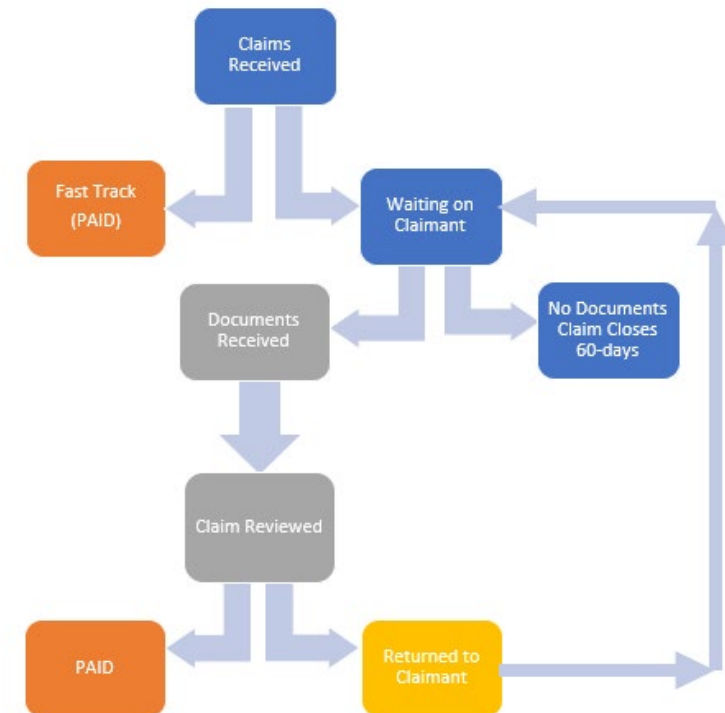 Claims
Received
Fast Track
(PAID)
Waiting on
Claimant
Documents
Received
No Documents
Claim Closes
60-days
Claim Reviewed
PAID
Returned to
Claimant